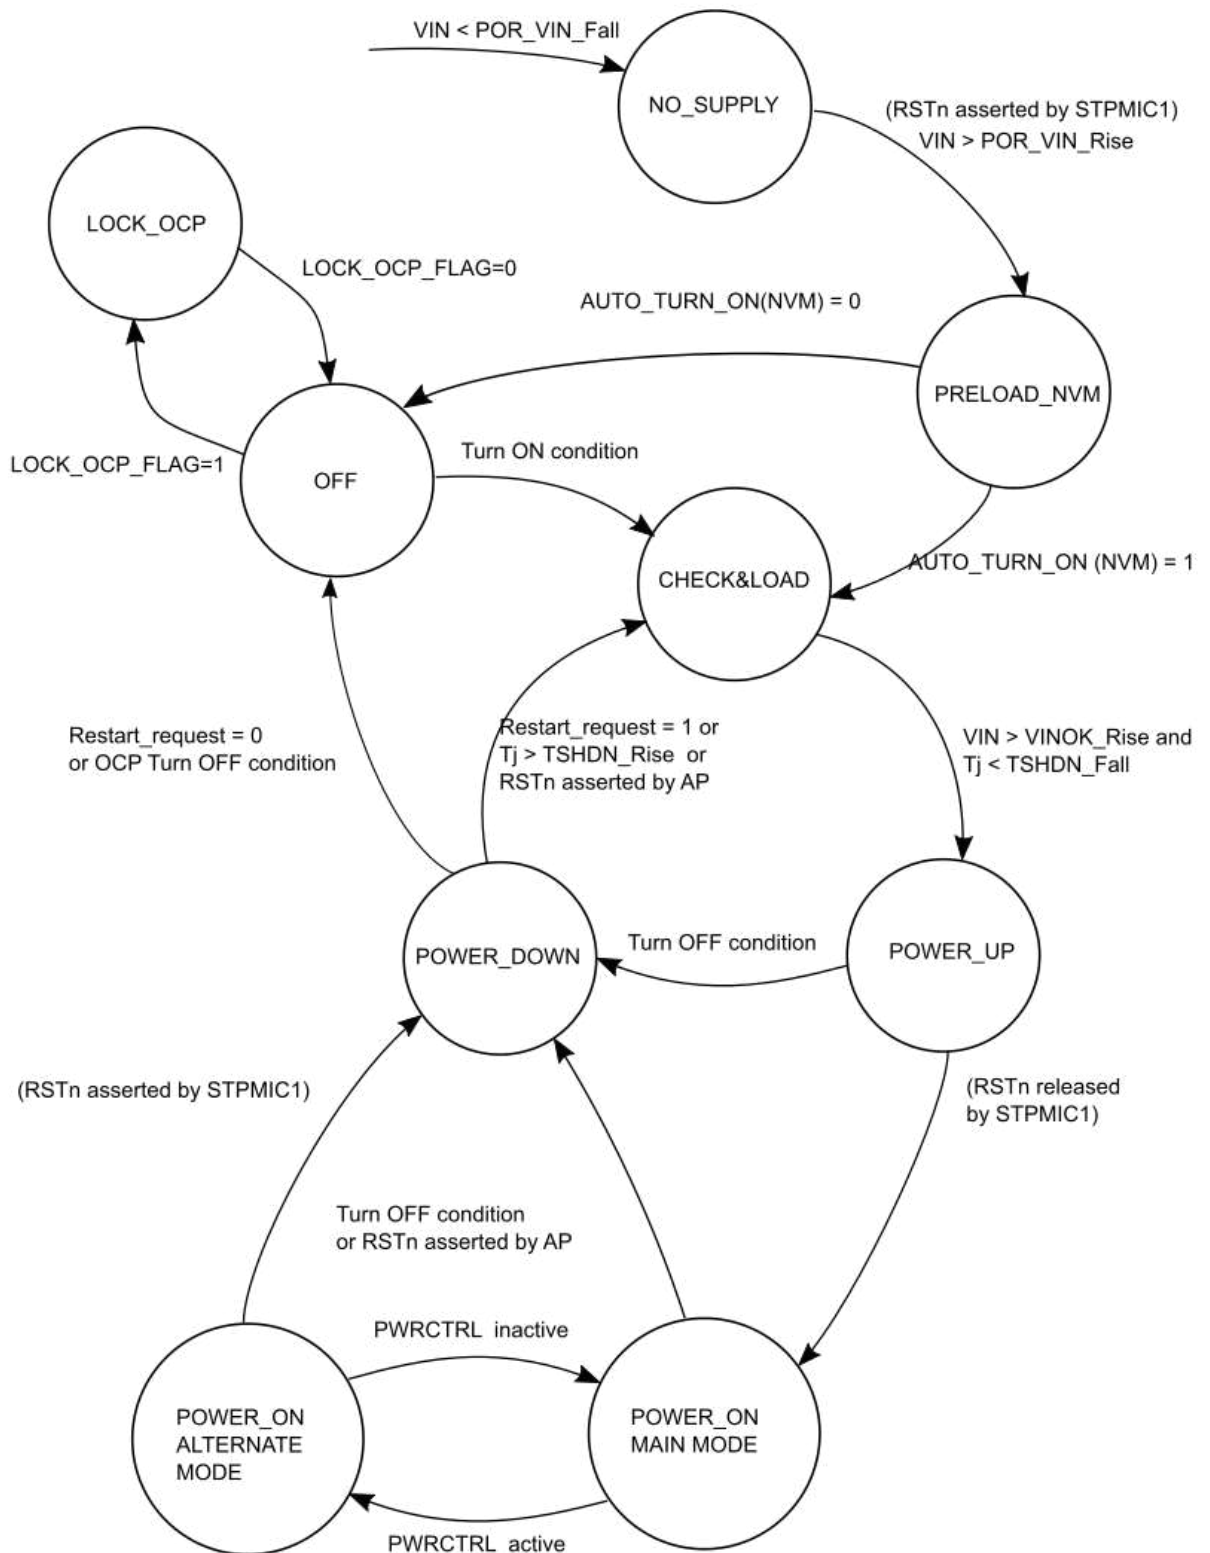 VIN < POR_VIN_Fall
NO_SUPPLY
(RSTn asserted by STPMIC1)
VIN > POR_VIN_Rise
LOCK_OCP
LOCK_OCP_FLAG=0
AUTO_TURN_ON(NVM) = 0
PRELOAD_NVM
Turn ON condition
LOCK_OCP_FLAG=1
OFF
AUTO_TURN_ON (NVM) = 1
CHECK&LOAD
Restart_request = 0
or OCP Turn OFF condition
Restart_request = 1 or
Tj > TSHDN_Rise or
RSTn asserted by AP
VIN > VINOK_Rise and
Tj < TSHDN_Fall
POWER_DOWN
Turn OFF condition
POWER_UP
(RSTn asserted by STPMIC1)
(RSTn released
by STPMIC1)
Turn OFF condition
or RSTn asserted by AP
PWRCTRL inactive
POWER_ON
ALTERNATE
MODE
POWER_ON
MAIN MODE
PWRCTRL active